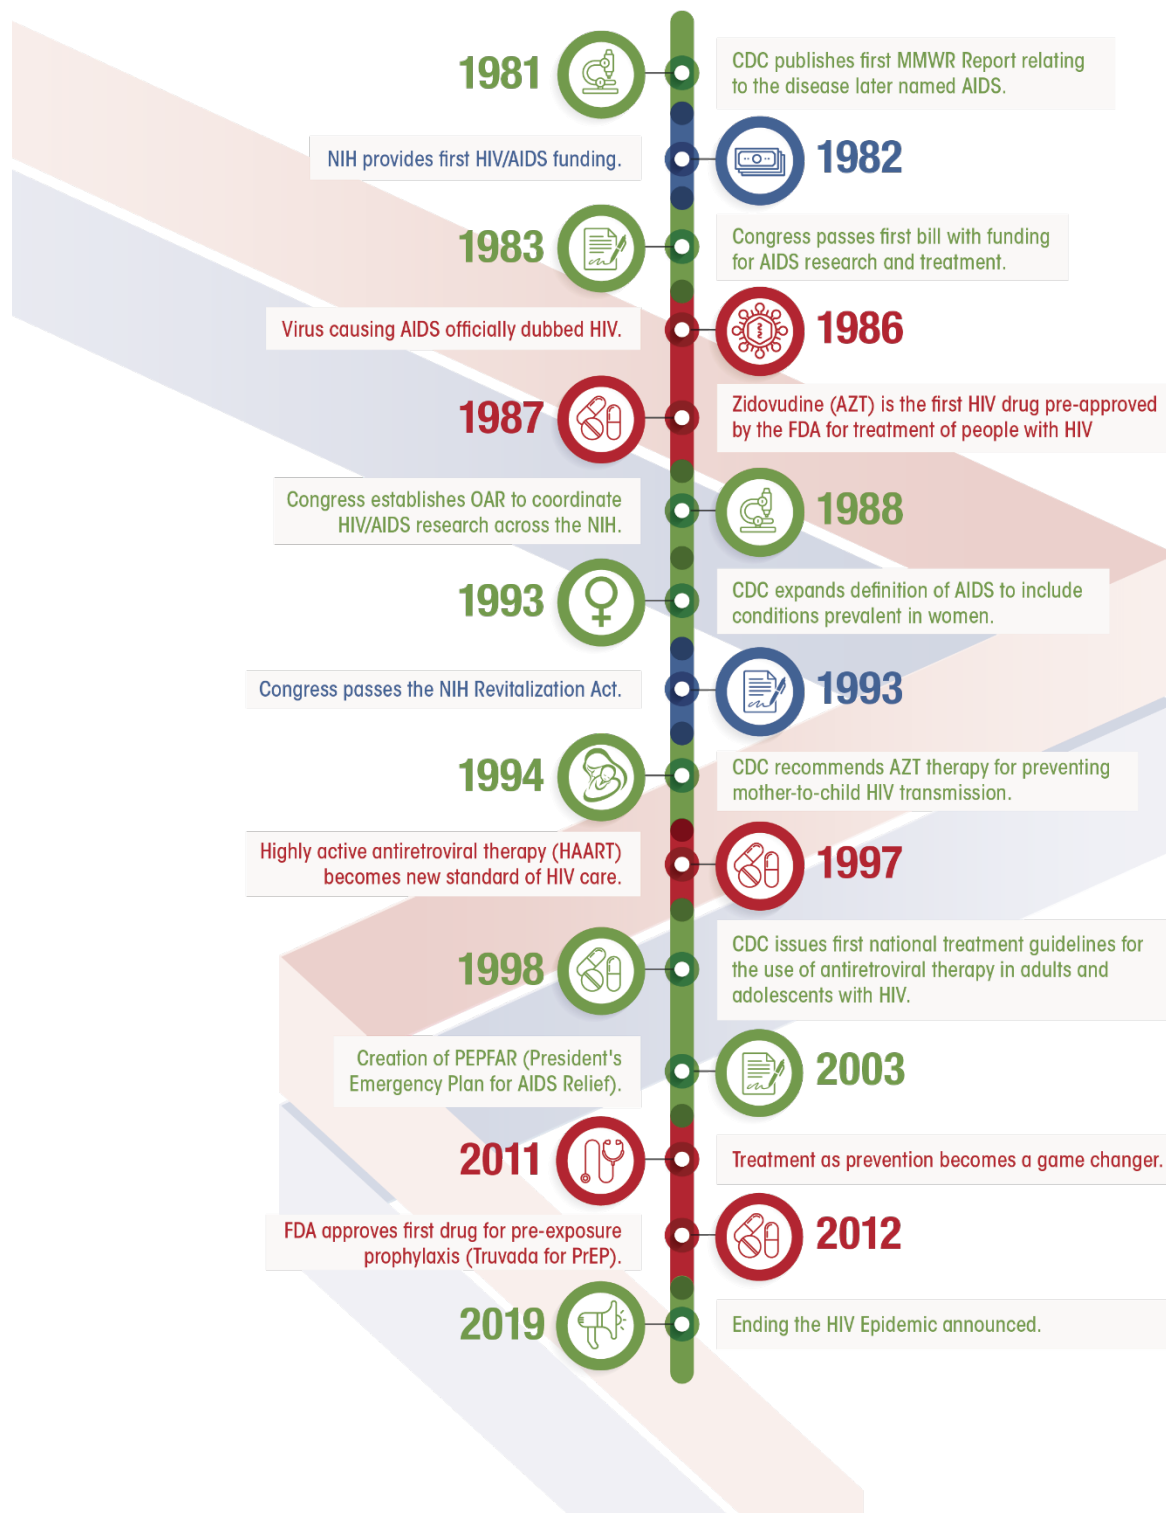 1981
CDC publishes first MMWR Report relating
to the disease later named AIDS.
NIH provides first HIV/AIDS funding.
1982
1983
Congress passes first bill with funding
for AIDS research and treatment.
Virus causing AIDS officially dubbed HIV.
1986
1987
Zidovudine (AZT) is the first HIV drug pre-approved
by the FDA for treatment of people with HIV
Congress establishes OAR to coordinate
HIV/AIDS research across the NIH.
1988
1993
CDC expands definition of AIDS to include
conditions prevalent in women.
Congress passes the NIH Revitalization Act.
1993
1994
CDC recommends AZT therapy for preventing
mother-to-child HIV transmission.
Highly active antiretroviral therapy (HAART)
becomes new standard of HIV care.
1997
1998
CDC issues first national treatment guidelines for
the use of antiretroviral therapy in adults and
adolescents with HIV.
Creation of PEPFAR (President's
Emergency Plan for AIDS Relief).
2003
2011
Treatment as prevention becomes a game changer.
FDA approves first drug for pre-exposure
prophylaxis (Truvada for PrEP).
2012
2019
Ending the HIV Epidemic announced.